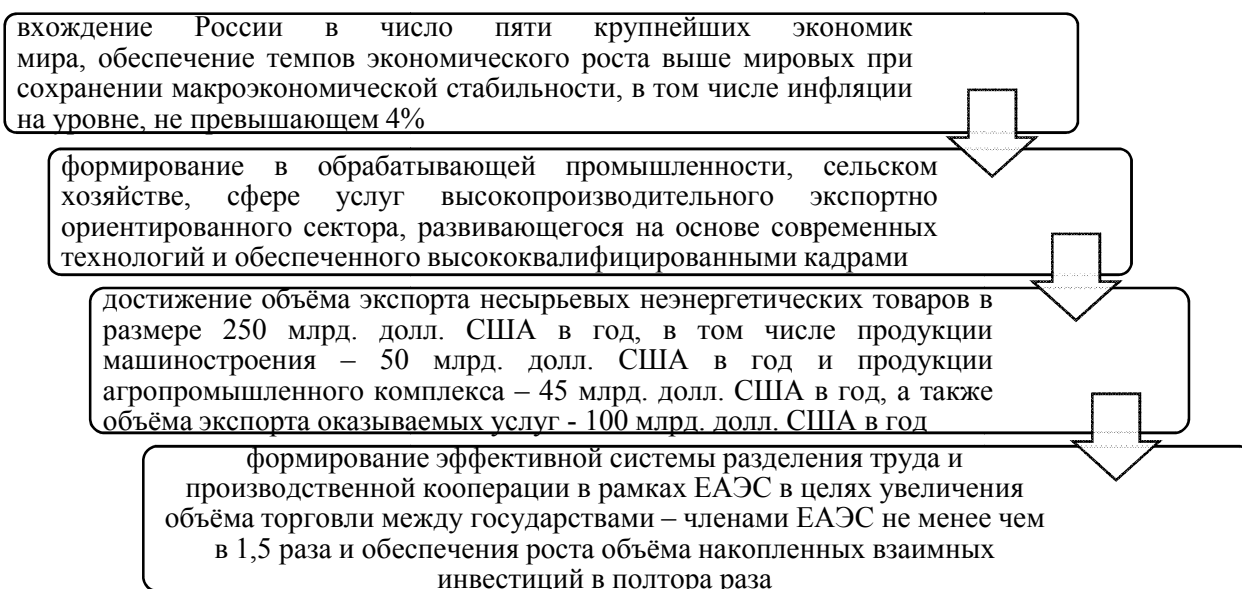 вхождение России в число пяти крупнейших экономик
мира, обеспечение темпов экономического роста выше мировых при
сохранении макроэкономической стабильности, в том числе инфляции
на уровне, не превышающем 4%
формирование в обрабатывающей промышленности, сельском
хозяйстве, сфере услуг высокопроизводительного экспортно
ориентированного сектора, развивающегося на основе современных
технологий и обеспеченного высококвалифицированными кадрами
достижение объёма экспорта несырьевых неэнергетических товаров в
размере 250 млрд. долл. США в год, в том числе продукции
машиностроения – 50 млрд. долл. США в год и продукции
агропромышленного комплекса – 45 млрд. долл. США в год, а также
объёма экспорта оказываемых услуг - 100 млрд. долл. США в год
формирование эффективной системы разделения труда и
производственной кооперации в рамках ЕАЭС в целях увеличения
объёма торговли между государствами – членами ЕАЭС не менее чем
в 1,5 раза и обеспечения роста объёма накопленных взаимных
инвестиций в полтора раза